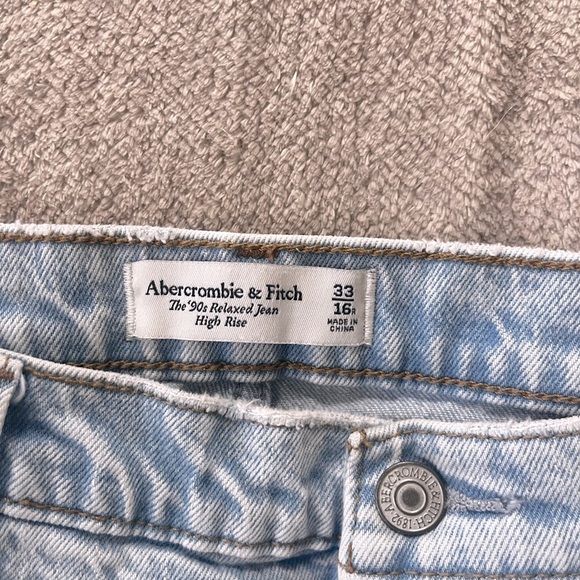 Abercrombie & Fitch
The '90s Relaxed Jean
High Rise
33
16R
MADE IN
CHINA
ABERCROMBIE & FITCH 1892